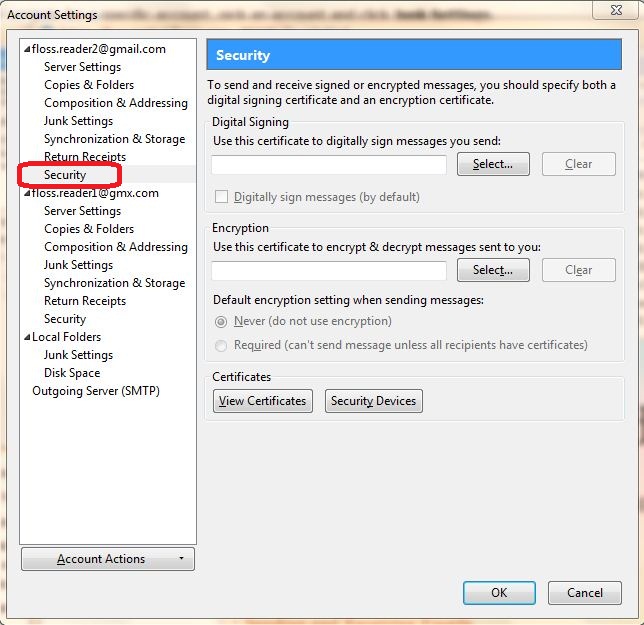 Account Settings
floss.reader2@gmail.com
Server Settings
Copies & Folders
Composition & Addressing
Junk Settings
Synchronization & Storage
Return Receipts
Security
floss.reader1@gmx.com
Server Settings
Copies & Folders
Composition & Addressing
Junk Settings
Synchronization & Storage
Return Receipts
Security
Local Folders
Junk Settings
Disk Space
Outgoing Server (SMTP)
Account Actions
Security
To send and receive signed or encrypted messages, you should specify both a
digital signing certificate and an encryption certificate.
Digital Signing
Use this certificate to digitally sign messages you send:
Select... Clear
Digitally sign messages (by default)
Encryption
Use this certificate to encrypt & decrypt messages sent to you:
Select... Clear
Default encryption setting when sending messages:
Never (do not use encryption)
Required (can't send message unless all recipients have certificates)
Certificates
View Certificates Security Devices
OK Cancel